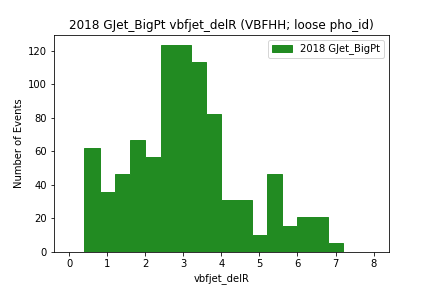 2018 GJet_BigPt vbfjet_delR (VBFHH; loose pho_id)
2018 GJet_BigPt
Number of Events
120
100
80
60
40
20
0
0 1 2 3 4 5 6 7 8
vbfjet_delR